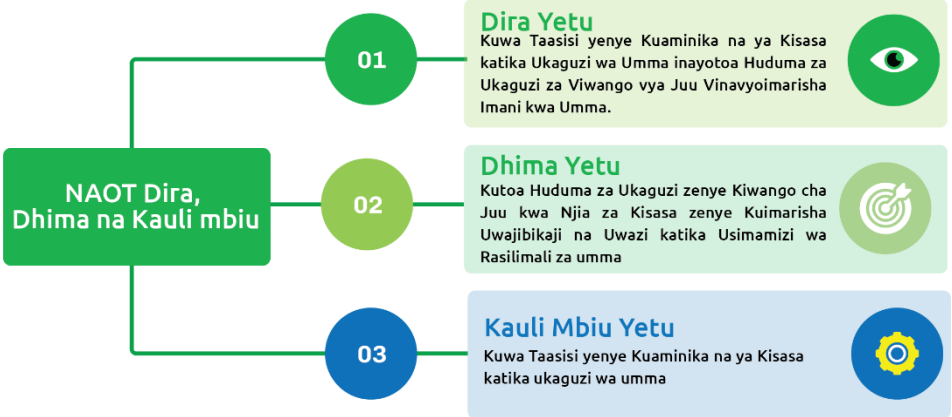 NAOT Dira,
Dhima na Kauli mbiu
01
Dira Yetu
Kuwa Taasisi yenye Kuaminika na ya Kisasa
katika Ukaguzi wa Umma inayotoa Huduma za
Ukaguzi za Viwango vya Juu Vinavyoimarisha
Imani kwa Umma.
02
Dhima Yetu
Kutoa Huduma za Ukaguzi zenye Kiwango cha
Juu kwa Njia za Kisasa zenye Kuimarisha
Uwajibikaji na Uwazi katika Usimamizi wa
Rasilimali za umma
03
Kauli Mbiu Yetu
Kuwa Taasisi yenye Kuaminika na ya Kisasa
katika ukaguzi wa umma